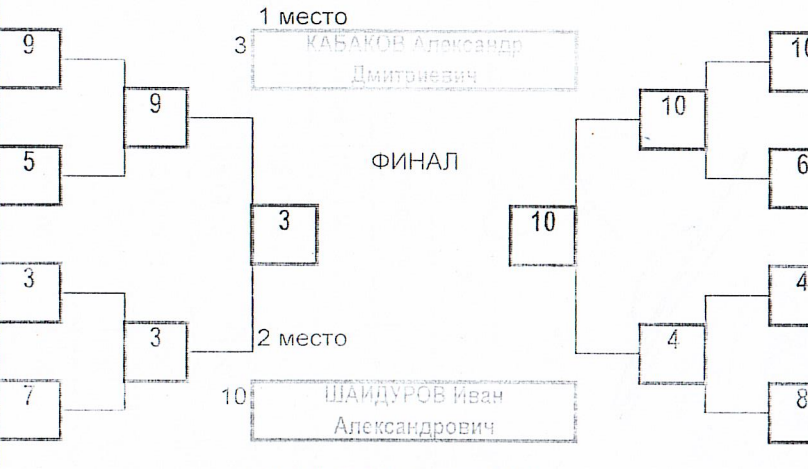 1 место
9
3
КАБАКОВ Александр
Дмитриевич
10
9
10
5
ФИНАЛ
6
3
10
3
4
3
2 место
4
7
10
ШАЙДУРОВ Иван
Александрович
8